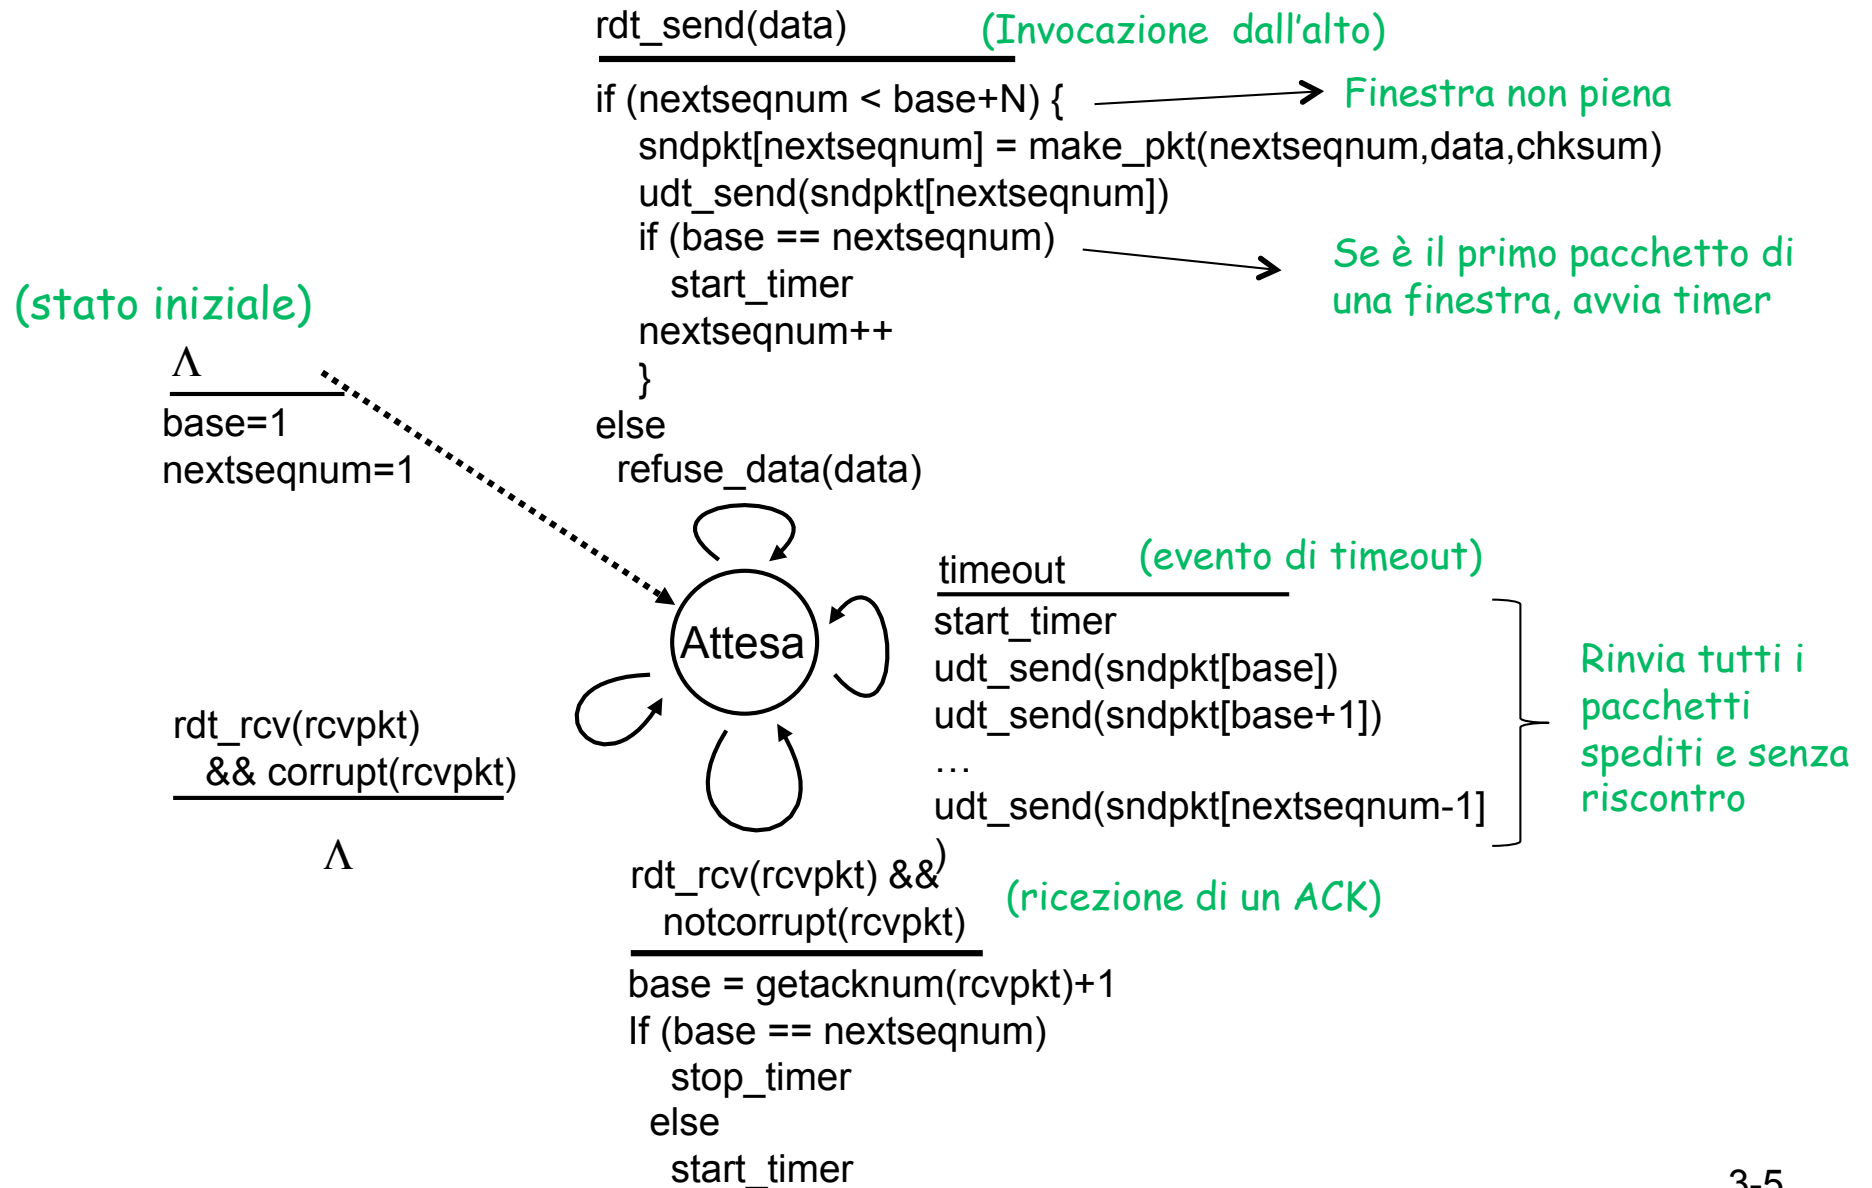 rdt_send(data) (Invocazione dall'alto)
if (nextseqnum < base+N) { Finestra non piena
sndpkt[nextseqnum] = make_pkt(nextseqnum,data,chksum)
udt_send(sndpkt[nextseqnum])
if (base == nextseqnum)
start_timer
nextseqnum++
}
else
refuse_data(data)
Se è il primo pacchetto di
una finestra, avvia timer
(stato iniziale)
Λ
base=1
nextseqnum=1
Attesa
timeout (evento di timeout)
start_timer
udt_send(sndpkt[base])
udt_send(sndpkt[base+1])
…
udt_send(sndpkt[nextseqnum-1]
)
Rinvia tutti i
pacchetti
spediti e senza
riscontro
rdt_rcv(rcvpkt)
&& corrupt(rcvpkt)
Λ
rdt_rcv(rcvpkt) &&
notcorrupt(rcvpkt)
(ricezione di un ACK)
base = getacknum(rcvpkt)+1
If (base == nextseqnum)
stop_timer
else
start_timer
3-5